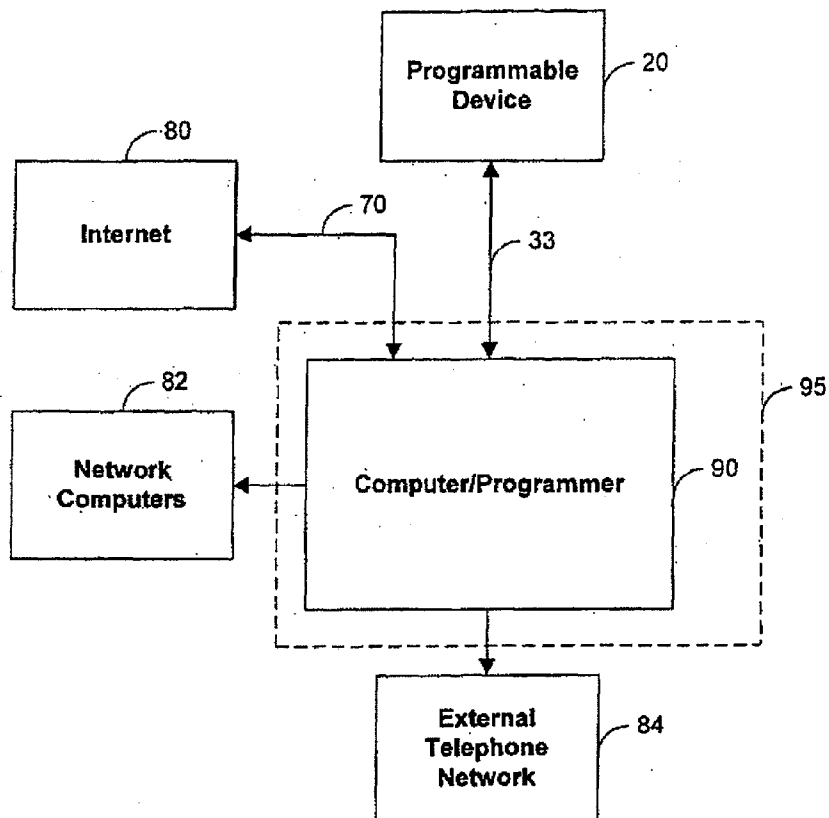 Programmable
Device
20
80
Internet
70
33
82
Network
Computers
95
Computer/Programmer
90
External
Telephone
Network
84